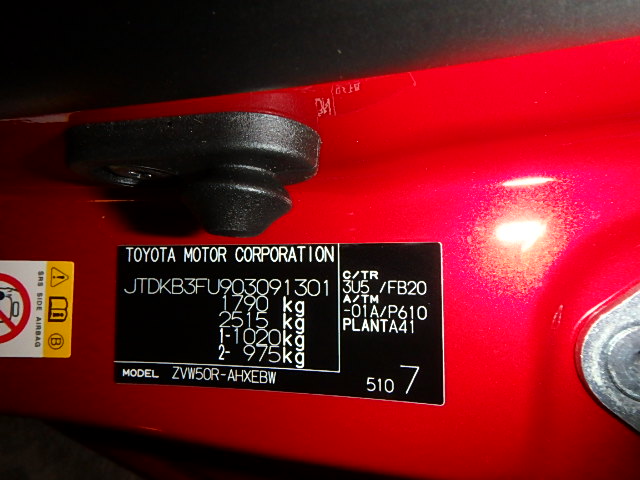 TOYOTA MOTOR CORPORATION
JTDKB3FU903091301
1790 kg
2515 kg
1-1020kg
2- 975kg
MODEL ZVW50R-AHXEBW
C/TR
3U5 /FB20
A/TM
-01A/P610
PLANTA41
510 7
SRS SIDE AIRBAG
B